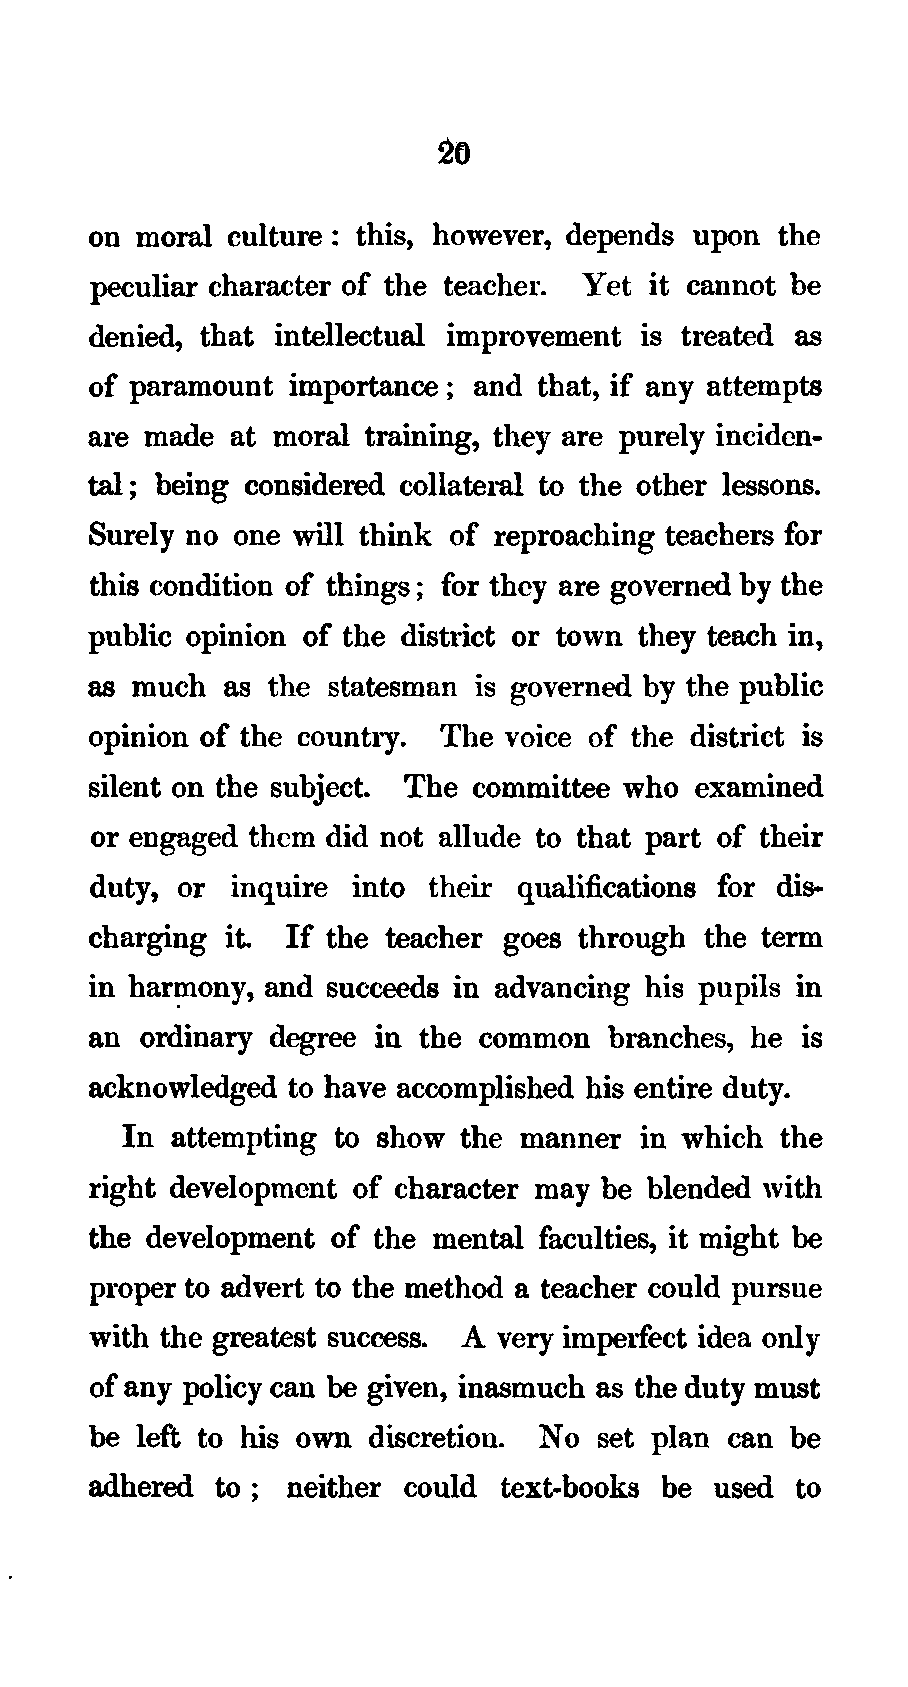 20
on moral culture : this, however, depends upon the
peculiar character of the teacher. Yet it cannot be
denied, that intellectual improvement is treated as
of paramount importance ; and that, if any attempts
are made at moral training, they are purely inciden-
tal ; being considered collateral to the other lessons.
Surely no one will think of reproaching teachers for
this condition of things ; for they are governed by the
public opinion of the district or town they teach in,
as much as the statesman is governed by the public
opinion of the country. The voice of the district is
silent on the subject. The committee who examined
or engaged them did not allude to that part of their
duty, or inquire into their qualifications for dis-
charging it. If the teacher goes through the term
in harmony, and succeeds in advancing his pupils in
an ordinary degree in the common branches, he is
acknowledged to have accomplished his entire duty.
In attempting to show the manner in which the
right development of character may be blended with
the development of the mental faculties, it might be
proper to advert to the method a teacher could pursue
with the greatest success. A very imperfect idea only
of any policy can be given, inasmuch as the duty must
be left to his own discretion. No set plan can be
adhered to ; neither could text-books be used to